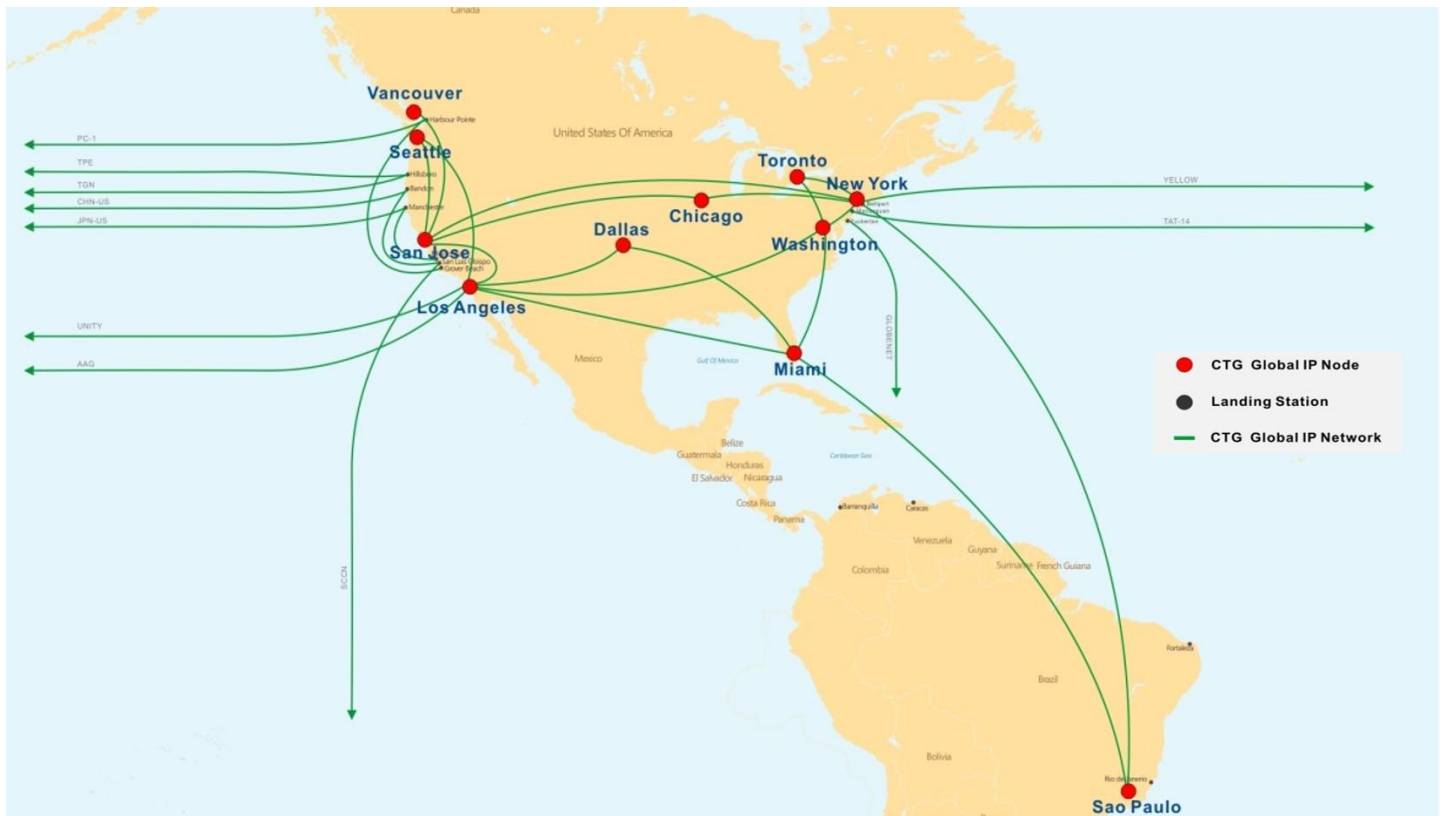 Canada
Vancouver
Harbour Pointe
PC-1
United States Of America
Seattle
Toronto
TPE
Hillsboro
New York
YELLOW
TGN
Bandon
CHN-US
Manchester
Chicago
JPN-US
TAT-14
Dallas
Washington
San Jose
San Luis Obispo
Grover Beach
Los Angeles
UNITY
GLOBENET
Mexico
Gulf Of Mexico
AAG
Miami
CTG Global IP Node
Landing Station
CTG Global IP Network
Belize
Guatemala
Caribbean Sea
Honduras
El Salvador
Nicaragua
Costa Rica
Panama
Barranquilla
Caracas
Venezuela
Guyana
Suriname
French Guiana
Colombia
SCCN
Fortaleza
Brazil
Bolivia
Sao Paulo